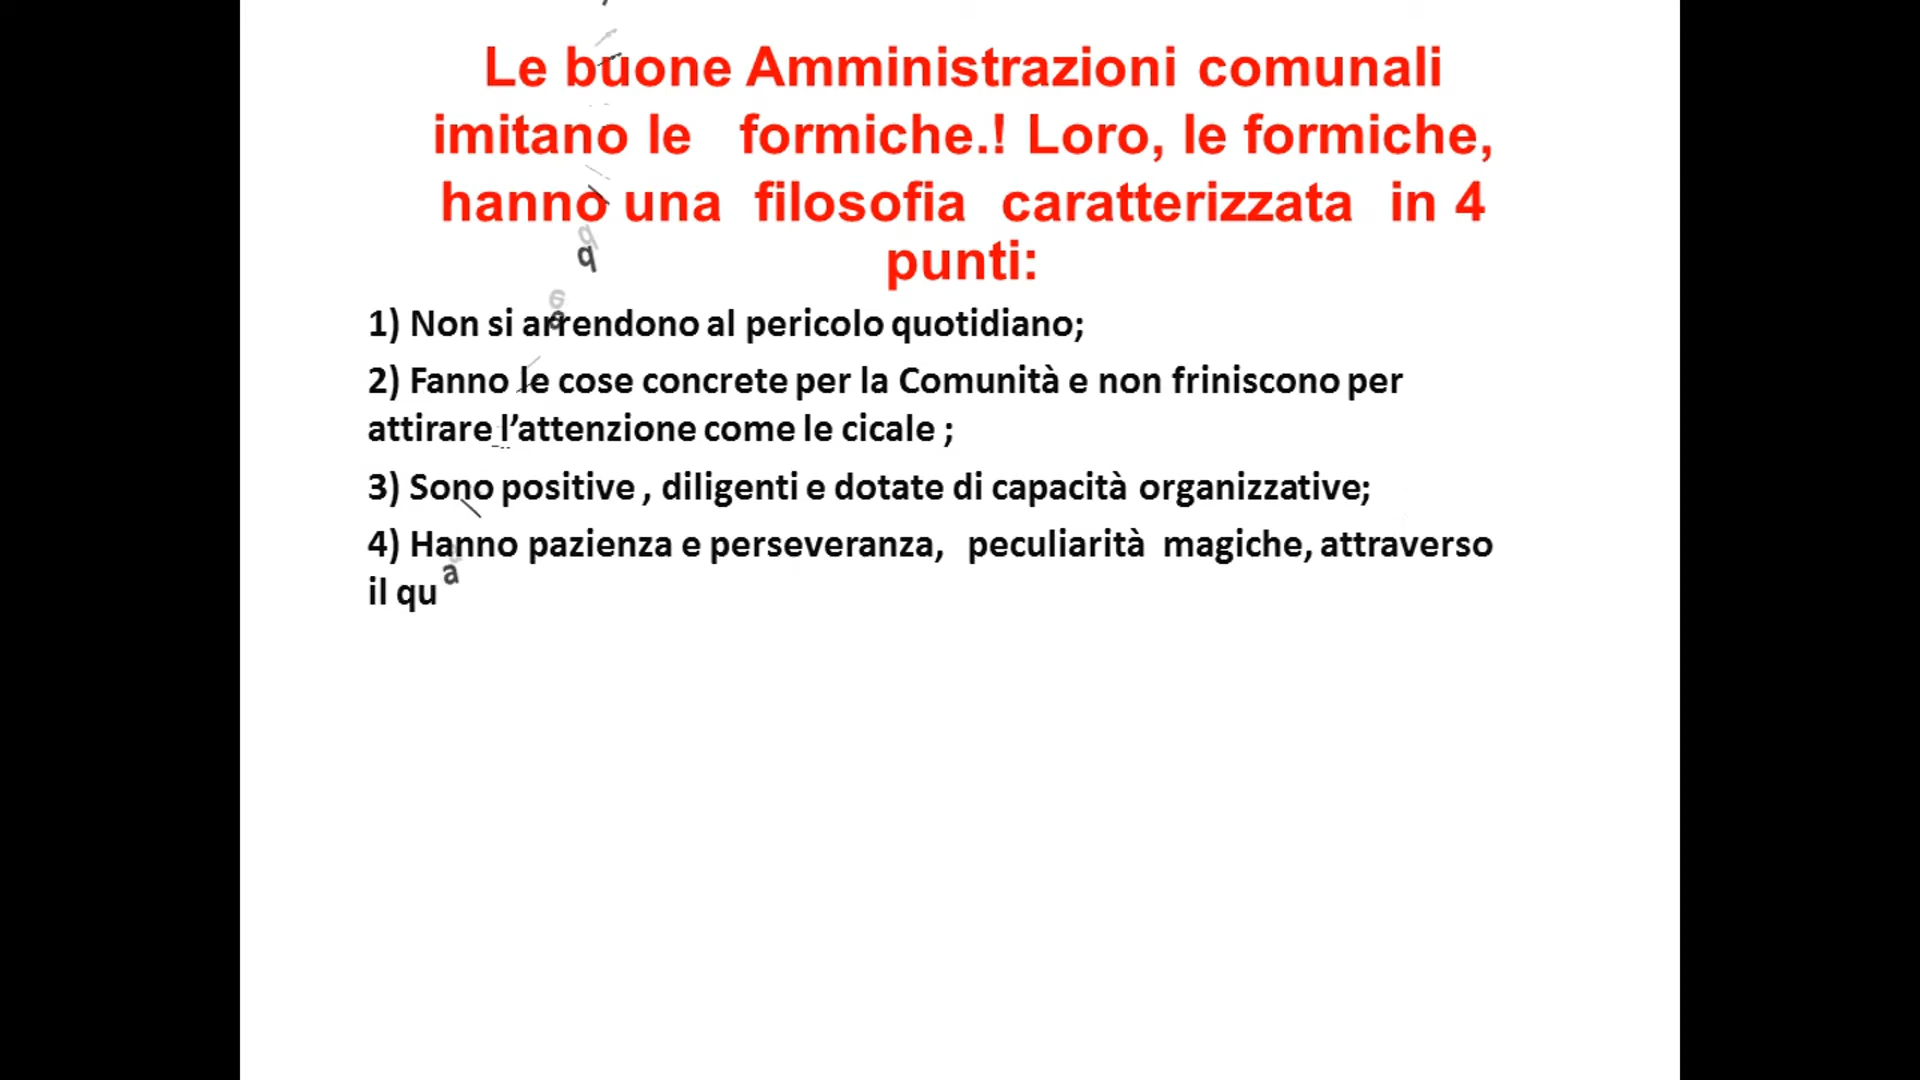 Le buone Amministrazioni comunali
imitano le formiche.! Loro, le formiche,
hanno una filosofia caratterizzata in 4
punti:
1) Non si arrendono al pericolo quotidiano;
2) Fanno le cose concrete per la Comunità e non friniscono per
attirare l’attenzione come le cicale ;
3) Sono positive , diligenti e dotate di capacità organizzative;
4) Hanno pazienza e perseveranza, peculiarità magiche, attraverso
il qua